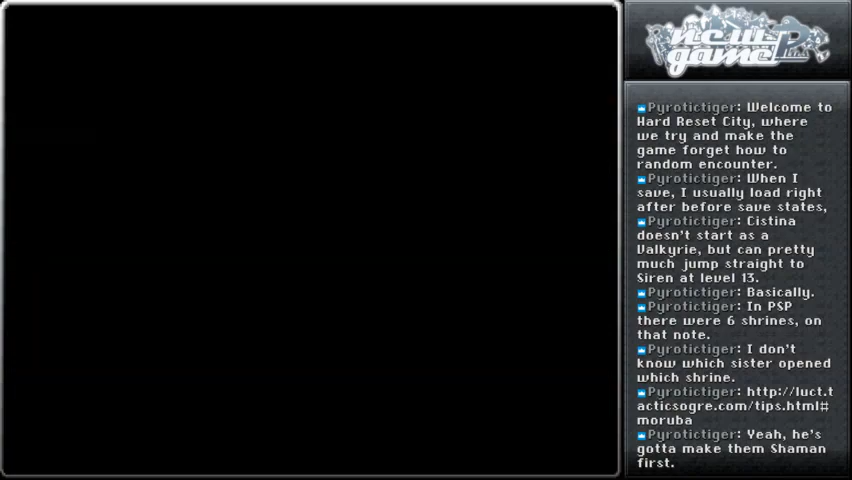 new
game Plus
Pyrotictiger: Welcome to
Hard Reset City, where
we try and make the
game forget how to
random encounter.
Pyrotictiger: When I
save, I usually load right
after before save states,
Pyrotictiger: Cistina
doesn't start as a
Valkyrie, but can pretty
much jump straight to
Siren at level 13.
Pyrotictiger: Basically.
Pyrotictiger: In PSP
there were 6 shrines, on
that note.
Pyrotictiger: I don't
know which sister opened
which shrine.
Pyrotictiger: http://luct.t
acticsogre.com/tips.html#
moruba
Pyrotictiger: Yeah, he's
gotta make them Shaman
first.